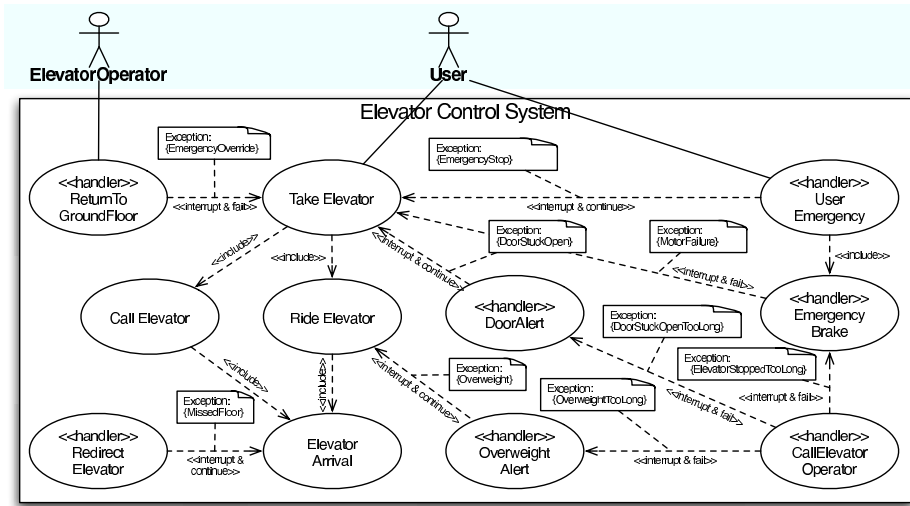 ElevatorOperator
User
Elevator Control System
Exception:
{EmergencyOverride}
Exception:
{EmergencyStop}
<<handler>>
ReturnTo
GroundFloor
<<interrupt & fail>>
Take Elevator
<<interrupt & continue>>
<<handler>>
User
Emergency
Exception:
{DoorStuckOpen}
Exception:
{MotorFailure}
<<include>>
<<include>>
<<interrupt & continue>>
<<interrupt & fail>>
<<include>>
Call Elevator
Ride Elevator
<<handler>>
DoorAlert
<<handler>>
Emergency
Brake
Exception:
{DoorStuckOpenTooLong}
Exception:
{ElevatorStoppedTooLong}
<<include>>
<<include>>
<<interrupt & continue>>
Exception:
{Overweight}
Exception:
{OverweightTooLong}
<<interrupt & fail>>
<<interrupt & fail>>
Exception:
{MissedFloor}
<<handler>>
Redirect
Elevator
<<interrupt &
continue>>
Elevator
Arrival
<<handler>>
Overweight
Alert
<<interrupt & fail>>
<<handler>>
CallElevator
Operator